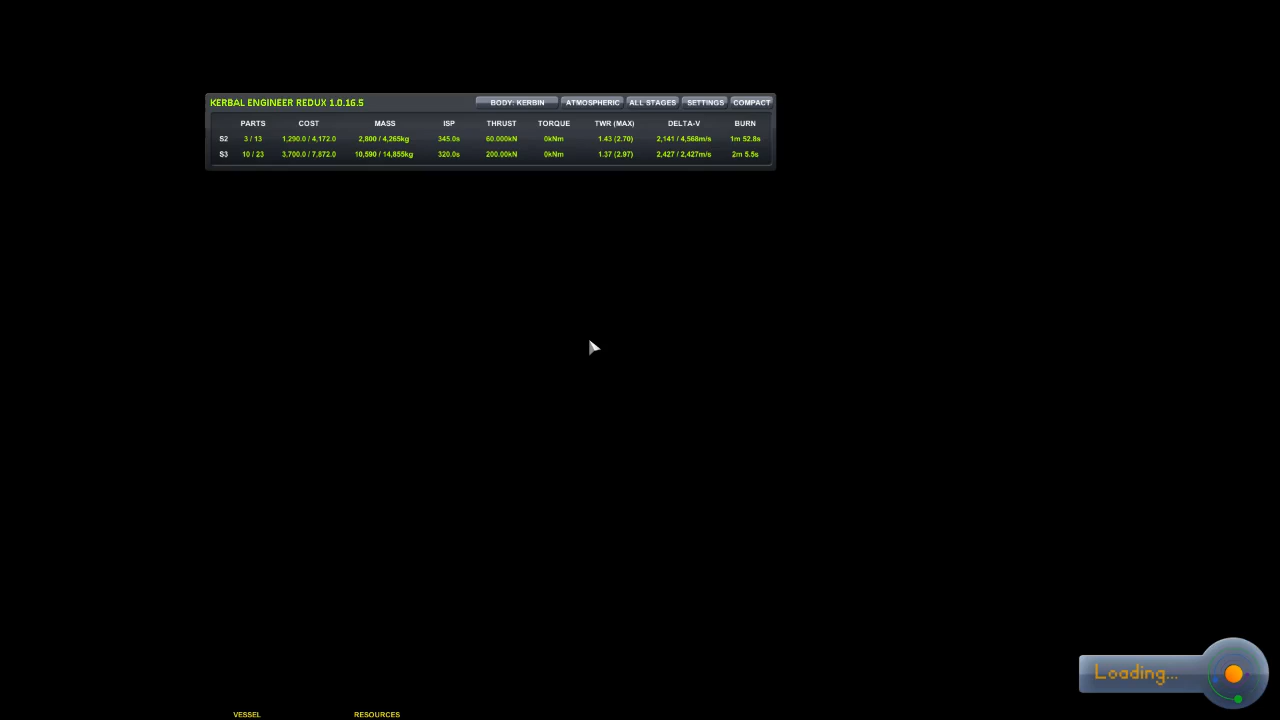 KERBAL ENGINEER REDUX 1.0.16.5 BODY: KERBIN ATMOSPHERIC ALL STAGES SETTINGS COMPACT
PARTS COST MASS ISP THRUST TORQUE TWR (MAX) DELTA-V BURN
S2 3 / 13 1,290.0 / 4,172.0 2,800 / 4,265kg 345.0s 60.000kN 0kNm 1.43 (2.70) 2,141 / 4,568m/s 1m 52.8s
S3 10 / 23 3,700.0 / 7,872.0 10,590 / 14,855kg 320.0s 200.00kN 0kNm 1.37 (2.97) 2,427 / 2,427m/s 2m 5.5s
Loading...
VESSEL RESOURCES